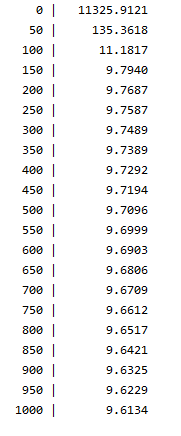 0 | 11325.9121
50 | 135.3618
100 | 11.1817
150 | 9.7940
200 | 9.7687
250 | 9.7587
300 | 9.7489
350 | 9.7389
400 | 9.7292
450 | 9.7194
500 | 9.7096
550 | 9.6999
600 | 9.6903
650 | 9.6806
700 | 9.6709
750 | 9.6612
800 | 9.6517
850 | 9.6421
900 | 9.6325
950 | 9.6229
1000 | 9.6134